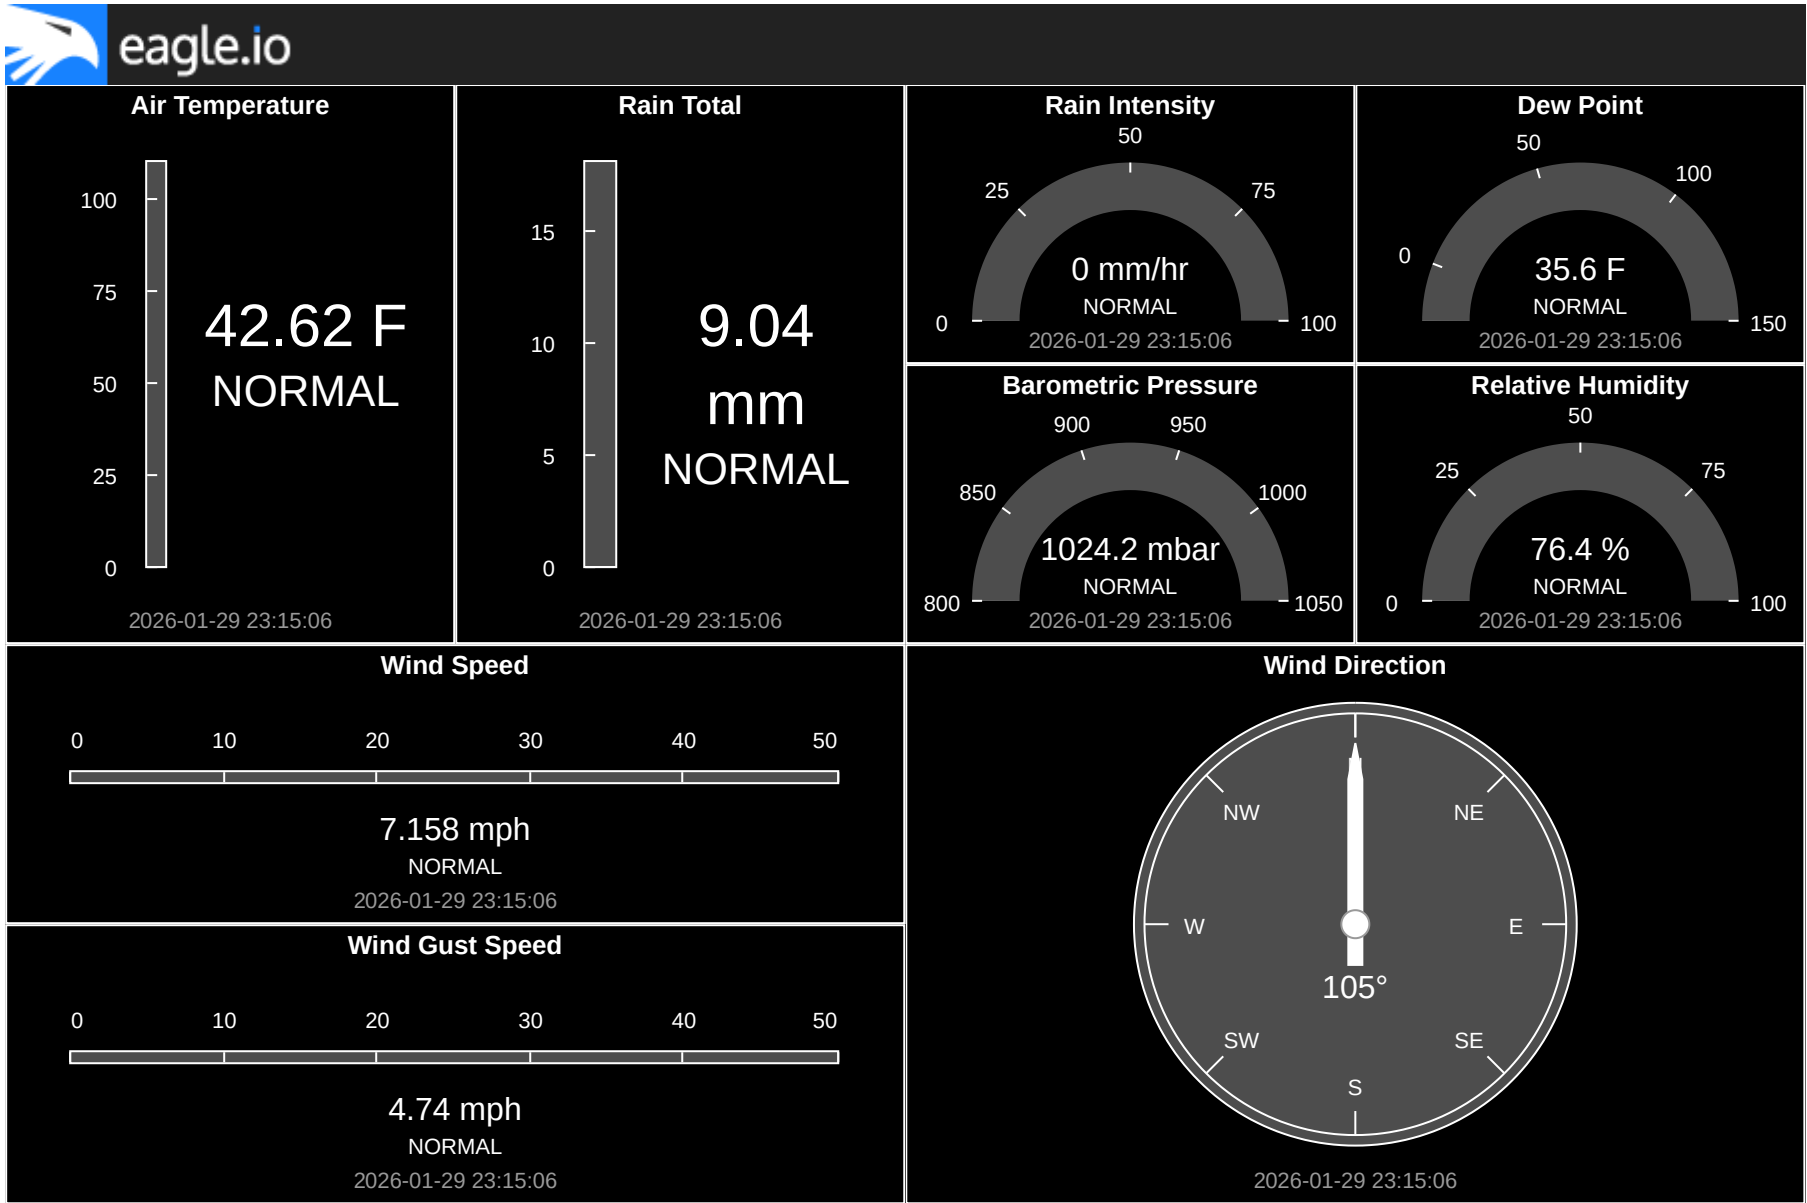 eagle.io
Air Temperature
100
75
50
25
0
42.62 F
NORMAL
2026-01-29 23:15:06
Rain Total
15
10
5
0
9.04
mm
NORMAL
2026-01-29 23:15:06
Rain Intensity
0
25
50
75
100
0 mm/hr
NORMAL
2026-01-29 23:15:06
Dew Point
0
50
100
150
35.6 F
NORMAL
2026-01-29 23:15:06
Barometric Pressure
800
850
900
950
1000
1050
1024.2 mbar
NORMAL
2026-01-29 23:15:06
Relative Humidity
0
25
50
75
100
76.4 %
NORMAL
2026-01-29 23:15:06
Wind Speed
0 10 20 30 40 50
7.158 mph
NORMAL
2026-01-29 23:15:06
Wind Gust Speed
0 10 20 30 40 50
4.74 mph
NORMAL
2026-01-29 23:15:06
Wind Direction
NW NE
W E
105°
SW SE
S
2026-01-29 23:15:06